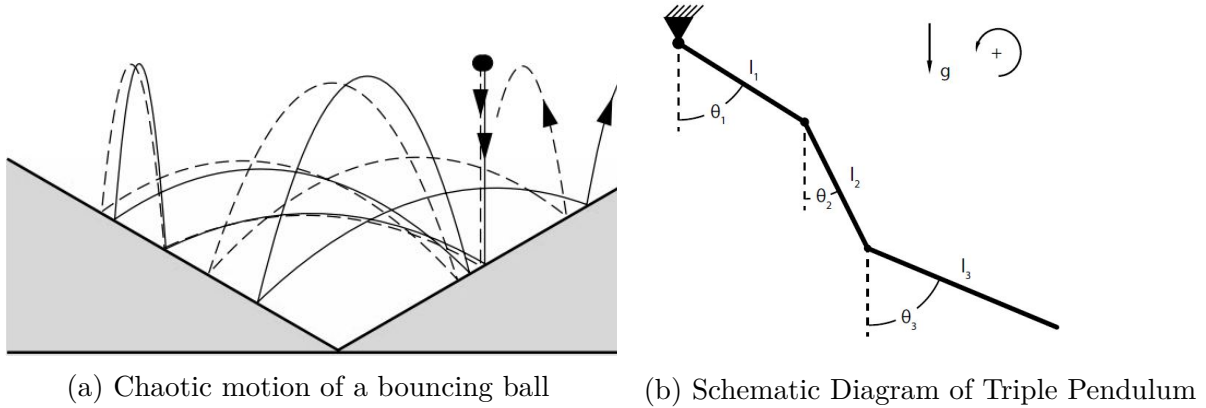 l₁
g
+
θ₁
l₂
θ₂
l₃
θ₃
(a) Chaotic motion of a bouncing ball
(b) Schematic Diagram of Triple Pendulum